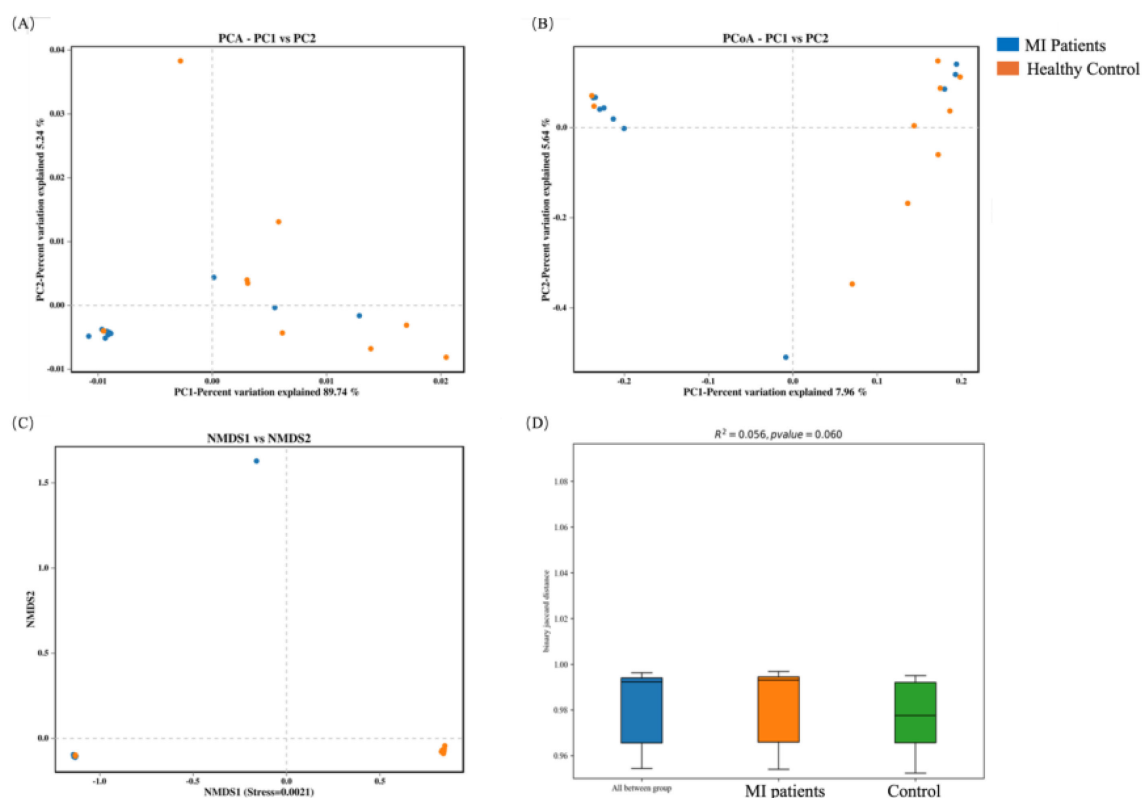 (A)
PCA - PC1 vs PC2
0.04
0.03
0.02
0.01
0.00
-0.01
PC2-Percent variation explained 5.24 %
-0.01
0.00
0.01
0.02
PC1-Percent variation explained 89.74 %
(B)
PCoA - PC1 vs PC2
0.0
-0.2
-0.4
PC2-Percent variation explained 5.64 %
-0.2
-0.1
0.0
0.1
0.2
PC1-Percent variation explained 7.96 %
MI Patients
Healthy Control
(C)
NMDS1 vs NMDS2
1.5
1.0
0.5
0.0
NMDS2
-1.0
-0.5
0.0
0.5
NMDS1 (Stress=0.0021)
(D)
R² = 0.056, pvalue = 0.060
1.08
1.06
1.04
1.02
1.00
0.98
0.96
binary jaccard distance
All between group
MI patients
Control